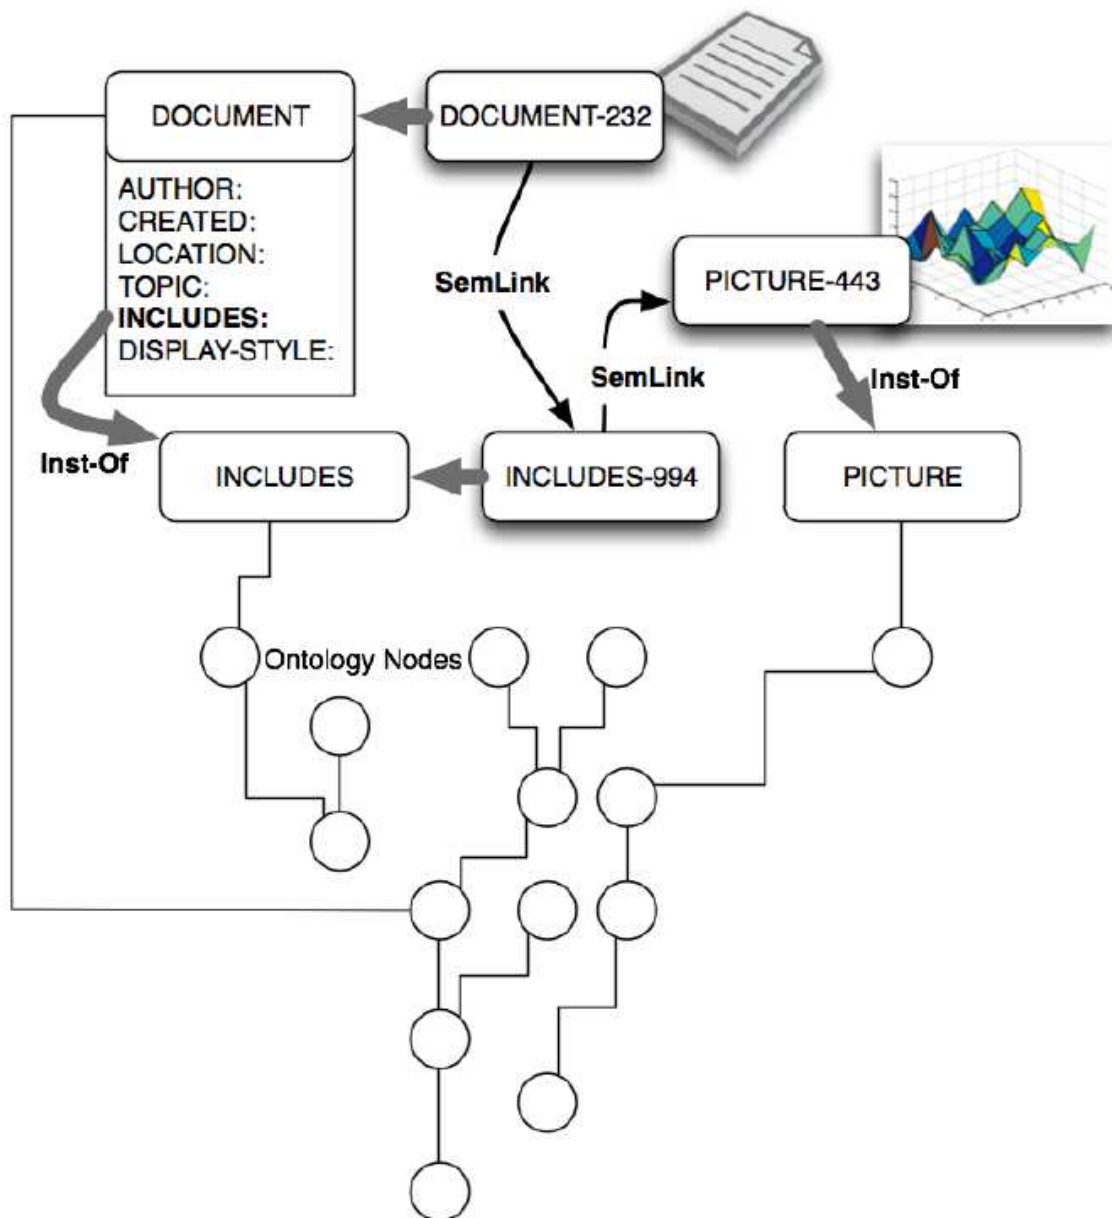 DOCUMENT
DOCUMENT-232
AUTHOR:
CREATED:
LOCATION:
TOPIC:
INCLUDES:
DISPLAY-STYLE:
SemLink
PICTURE-443
SemLink
Inst-Of
Inst-Of
INCLUDES
INCLUDES-994
PICTURE
Ontology Nodes